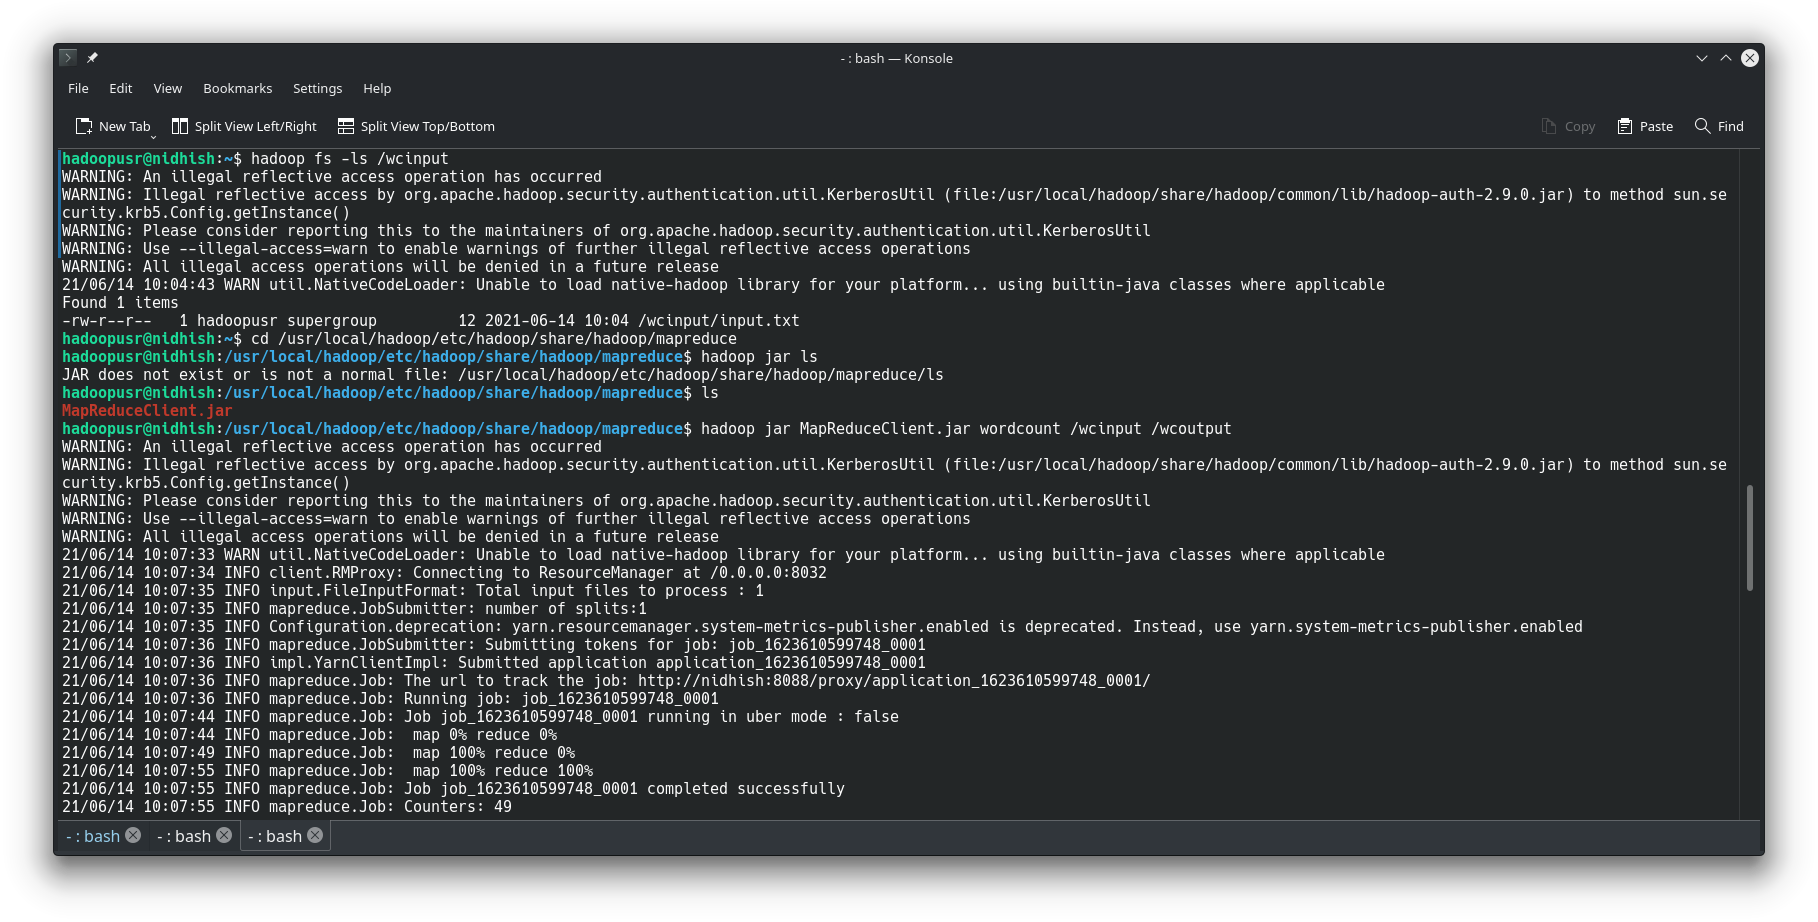 - : bash — Konsole
File Edit View Bookmarks Settings Help
New Tab Split View Left/Right Split View Top/Bottom Copy Paste Find
hadoopusr@nidhish:~$ hadoop fs -ls /wcinput
WARNING: An illegal reflective access operation has occurred
WARNING: Illegal reflective access by org.apache.hadoop.security.authentication.util.KerberosUtil (file:/usr/local/hadoop/share/hadoop/common/lib/hadoop-auth-2.9.0.jar) to method sun.se
curity.krb5.Config.getInstance()
WARNING: Please consider reporting this to the maintainers of org.apache.hadoop.security.authentication.util.KerberosUtil
WARNING: Use --illegal-access=warn to enable warnings of further illegal reflective access operations
WARNING: All illegal access operations will be denied in a future release
21/06/14 10:04:43 WARN util.NativeCodeLoader: Unable to load native-hadoop library for your platform... using builtin-java classes where applicable
Found 1 items
-rw-r--r--   1 hadoopusr supergroup         12 2021-06-14 10:04 /wcinput/input.txt
hadoopusr@nidhish:~$ cd /usr/local/hadoop/etc/hadoop/share/hadoop/mapreduce
hadoopusr@nidhish:/usr/local/hadoop/etc/hadoop/share/hadoop/mapreduce$ hadoop jar ls
JAR does not exist or is not a normal file: /usr/local/hadoop/etc/hadoop/share/hadoop/mapreduce/ls
hadoopusr@nidhish:/usr/local/hadoop/etc/hadoop/share/hadoop/mapreduce$ ls
MapReduceClient.jar
hadoopusr@nidhish:/usr/local/hadoop/etc/hadoop/share/hadoop/mapreduce$ hadoop jar MapReduceClient.jar wordcount /wcinput /wcoutput
WARNING: An illegal reflective access operation has occurred
WARNING: Illegal reflective access by org.apache.hadoop.security.authentication.util.KerberosUtil (file:/usr/local/hadoop/share/hadoop/common/lib/hadoop-auth-2.9.0.jar) to method sun.se
curity.krb5.Config.getInstance()
WARNING: Please consider reporting this to the maintainers of org.apache.hadoop.security.authentication.util.KerberosUtil
WARNING: Use --illegal-access=warn to enable warnings of further illegal reflective access operations
WARNING: All illegal access operations will be denied in a future release
21/06/14 10:07:33 WARN util.NativeCodeLoader: Unable to load native-hadoop library for your platform... using builtin-java classes where applicable
21/06/14 10:07:34 INFO client.RMProxy: Connecting to ResourceManager at /0.0.0.0:8032
21/06/14 10:07:35 INFO input.FileInputFormat: Total input files to process : 1
21/06/14 10:07:35 INFO mapreduce.JobSubmitter: number of splits:1
21/06/14 10:07:35 INFO Configuration.deprecation: yarn.resourcemanager.system-metrics-publisher.enabled is deprecated. Instead, use yarn.system-metrics-publisher.enabled
21/06/14 10:07:36 INFO mapreduce.JobSubmitter: Submitting tokens for job: job_1623610599748_0001
21/06/14 10:07:36 INFO impl.YarnClientImpl: Submitted application application_1623610599748_0001
21/06/14 10:07:36 INFO mapreduce.Job: The url to track the job: http://nidhish:8088/proxy/application_1623610599748_0001/
21/06/14 10:07:36 INFO mapreduce.Job: Running job: job_1623610599748_0001
21/06/14 10:07:44 INFO mapreduce.Job: Job job_1623610599748_0001 running in uber mode : false
21/06/14 10:07:44 INFO mapreduce.Job:  map 0% reduce 0%
21/06/14 10:07:49 INFO mapreduce.Job:  map 100% reduce 0%
21/06/14 10:07:55 INFO mapreduce.Job:  map 100% reduce 100%
21/06/14 10:07:55 INFO mapreduce.Job: Job job_1623610599748_0001 completed successfully
21/06/14 10:07:55 INFO mapreduce.Job: Counters: 49
- : bash - : bash - : bash